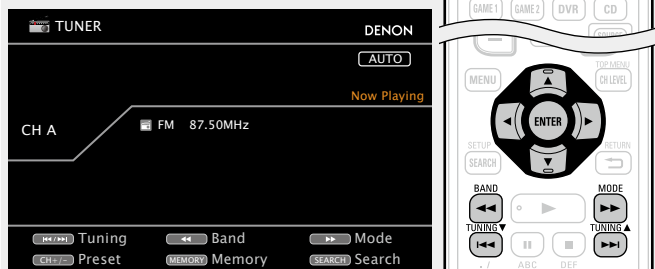 TUNER
DENON
AUTO
Now Playing
CH A
FM 87.50MHz
Tuning
Band
Mode
CH+/− Preset
MEMORY Memory
SEARCH Search
GAME1 GAME2 DVR CD
SOURCE
TOP MENU
MENU
CH LEVEL
ENTER
SETUP
RETURN
SEARCH
BAND
MODE
TUNING▼
TUNING▲
./
ABC
DEF